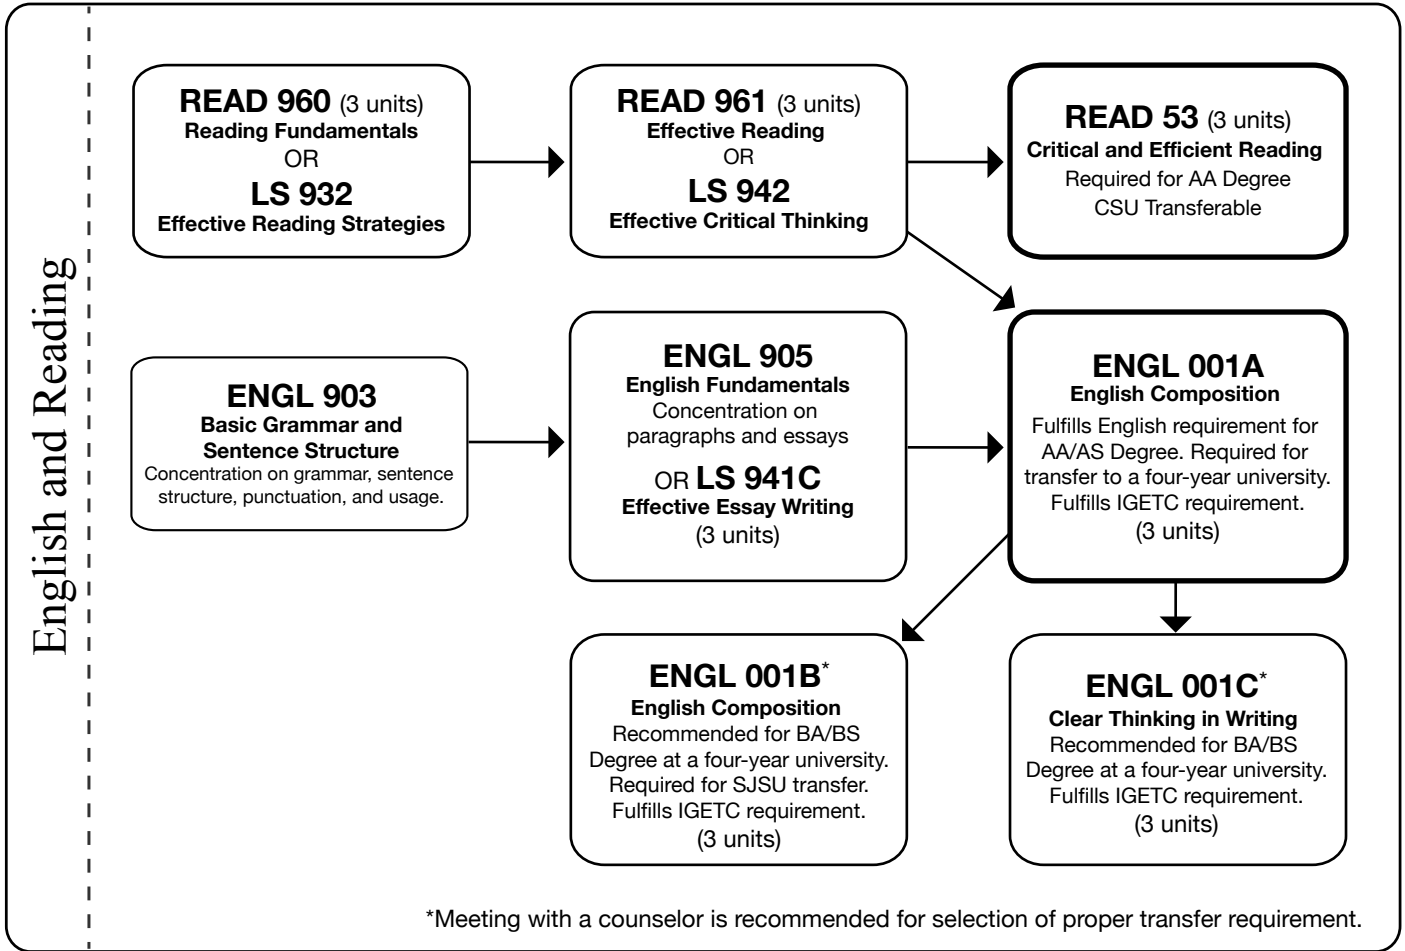 English and Reading
READ 960 (3 units)
Reading Fundamentals
OR
LS 932
Effective Reading Strategies
READ 961 (3 units)
Effective Reading
OR
LS 942
Effective Critical Thinking
READ 53 (3 units)
Critical and Efficient Reading
Required for AA Degree
CSU Transferable
ENGL 903
Basic Grammar and
Sentence Structure
Concentration on grammar, sentence
structure, punctuation, and usage.
ENGL 905
English Fundamentals
Concentration on
paragraphs and essays
OR LS 941C
Effective Essay Writing
(3 units)
ENGL 001A
English Composition
Fulfills English requirement for
AA/AS Degree. Required for
transfer to a four-year university.
Fulfills IGETC requirement.
(3 units)
ENGL 001B*
English Composition
Recommended for BA/BS
Degree at a four-year university.
Required for SJSU transfer.
Fulfills IGETC requirement.
(3 units)
ENGL 001C*
Clear Thinking in Writing
Recommended for BA/BS
Degree at a four-year university.
Fulfills IGETC requirement.
(3 units)
*Meeting with a counselor is recommended for selection of proper transfer requirement.